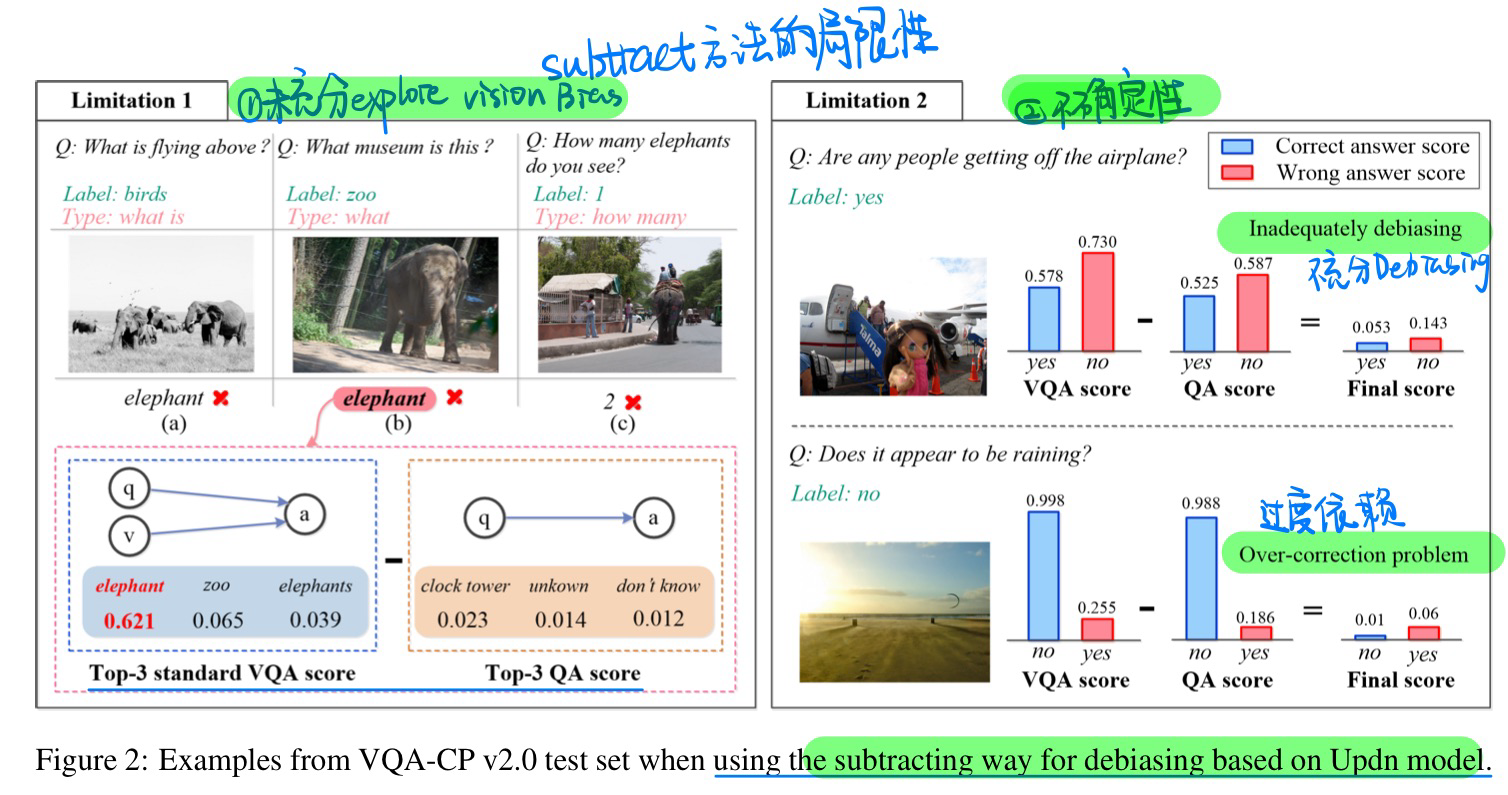 subtract方法的局限性
Limitation 1
①未充分explore vision Bias
Q: What is flying above?
Label: birds
Type: what is
elephant ✖
(a)
Q: What museum is this ?
Label: zoo
Type: what
elephant ✖
(b)
Q: How many elephants
do you see?
Label: 1
Type: how many
2 ✖
(c)
q
v
a
elephant zoo elephants
0.621 0.065 0.039
Top-3 standard VQA score
-
q
a
clock tower unkown don't know
0.023 0.014 0.012
Top-3 QA score
Limitation 2
②不确定性
Correct answer score
Wrong answer score
Q: Are any people getting off the airplane?
Label: yes
Talma
0.578 0.730
yes no
VQA score
-
0.525 0.587
yes no
QA score
=
Inadequately debiasing
不充分Debiasing
0.053 0.143
yes no
Final score
Q: Does it appear to be raining?
Label: no
0.998 0.255
no yes
VQA score
-
0.988 0.186
no yes
QA score
=
过度依赖
Over-correction problem
0.01 0.06
no yes
Final score
Figure 2: Examples from VQA-CP v2.0 test set when using the subtracting way for debiasing based on Updn model.